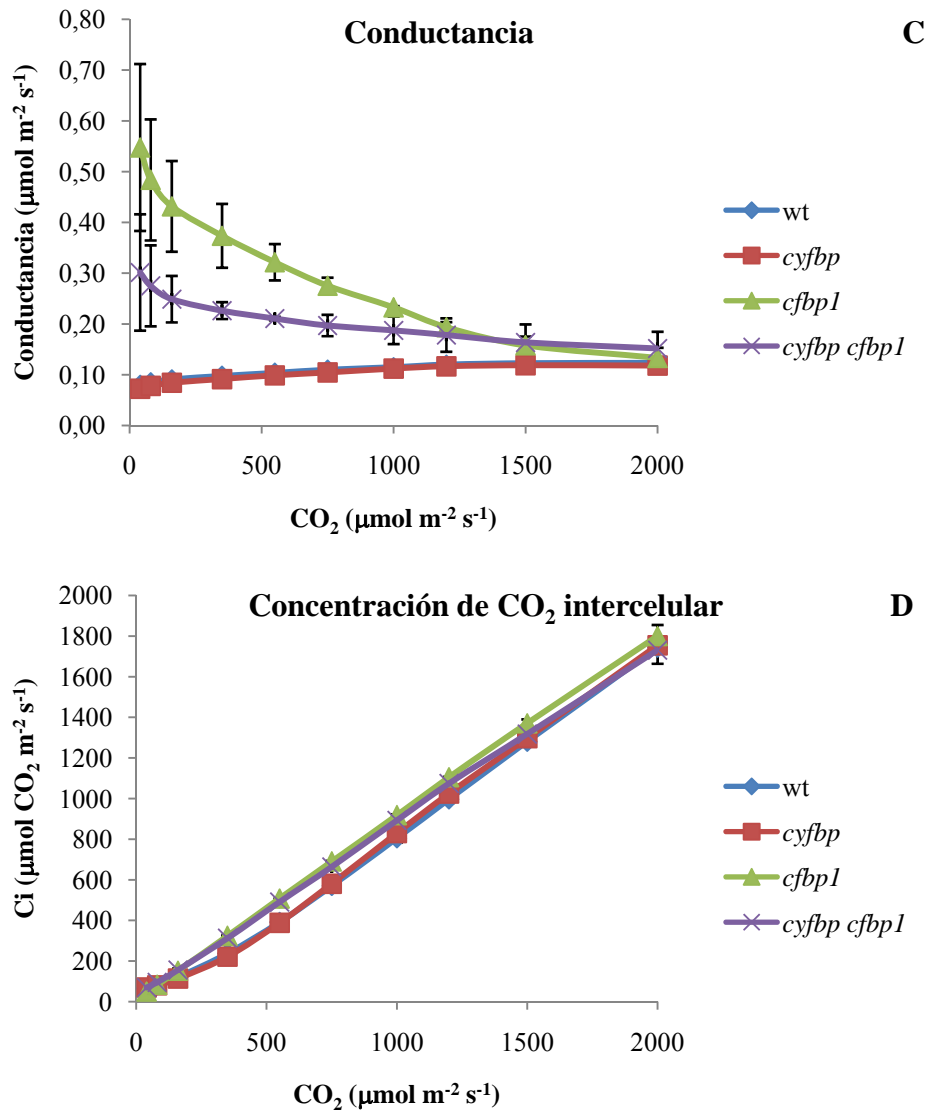 Conductancia
C
Conductancia (μmol m-2 s-1)
0,80
0,70
0,60
0,50
0,40
0,30
0,20
0,10
0,00
0
500
1000
1500
2000
CO2 (μmol m-2 s-1)
wt
cyfbp
cfbp1
cyfbp cfbp1
Concentración de CO2 intercelular
D
Ci (μmol CO2 m-2 s-1)
2000
1800
1600
1400
1200
1000
800
600
400
200
0
0
500
1000
1500
2000
CO2 (μmol m-2 s-1)
wt
cyfbp
cfbp1
cyfbp cfbp1